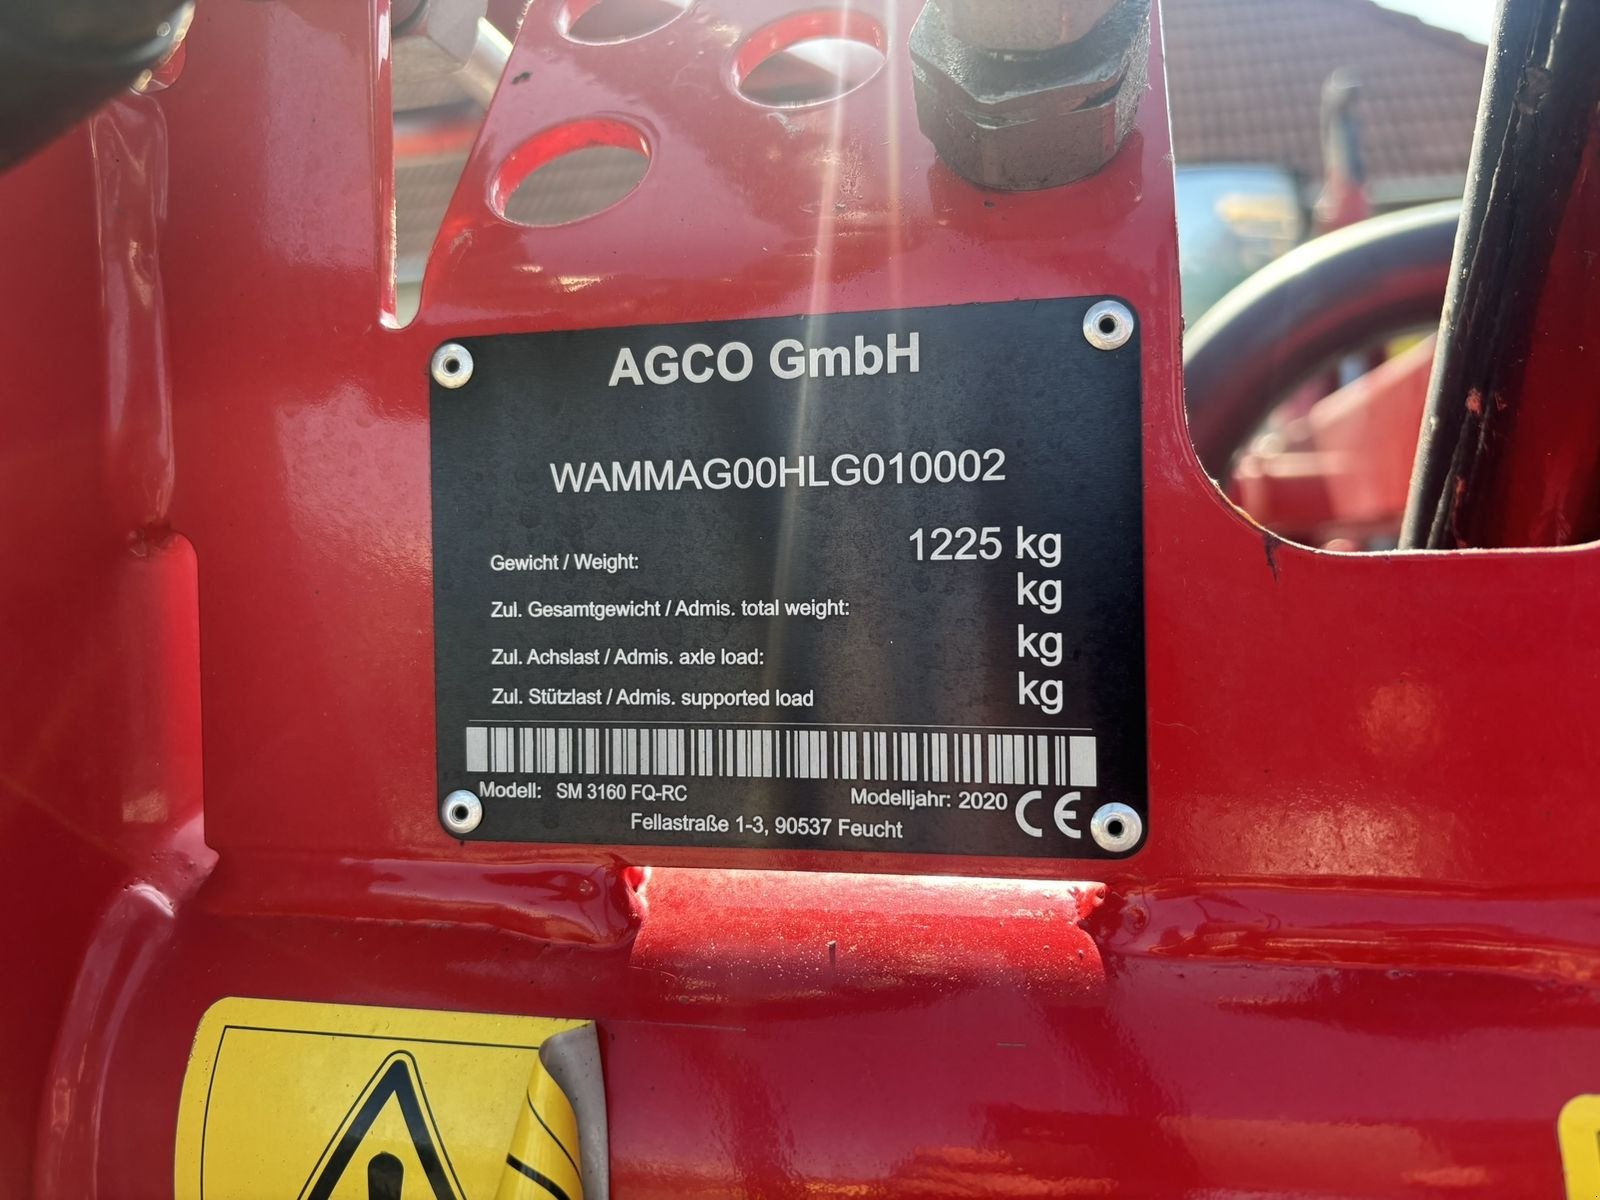 AGCO GmbH
WAMMAG00HLG010002
Gewicht / Weight: 1225 kg
Zul. Gesamtgewicht / Admis. total weight: kg
Zul. Achslast / Admis. axle load: kg
Zul. Stützlast / Admis. supported load kg
Modell: SM 3160 FQ-RC Modelljahr: 2020 CE
Fellastraße 1-3, 90537 Feucht